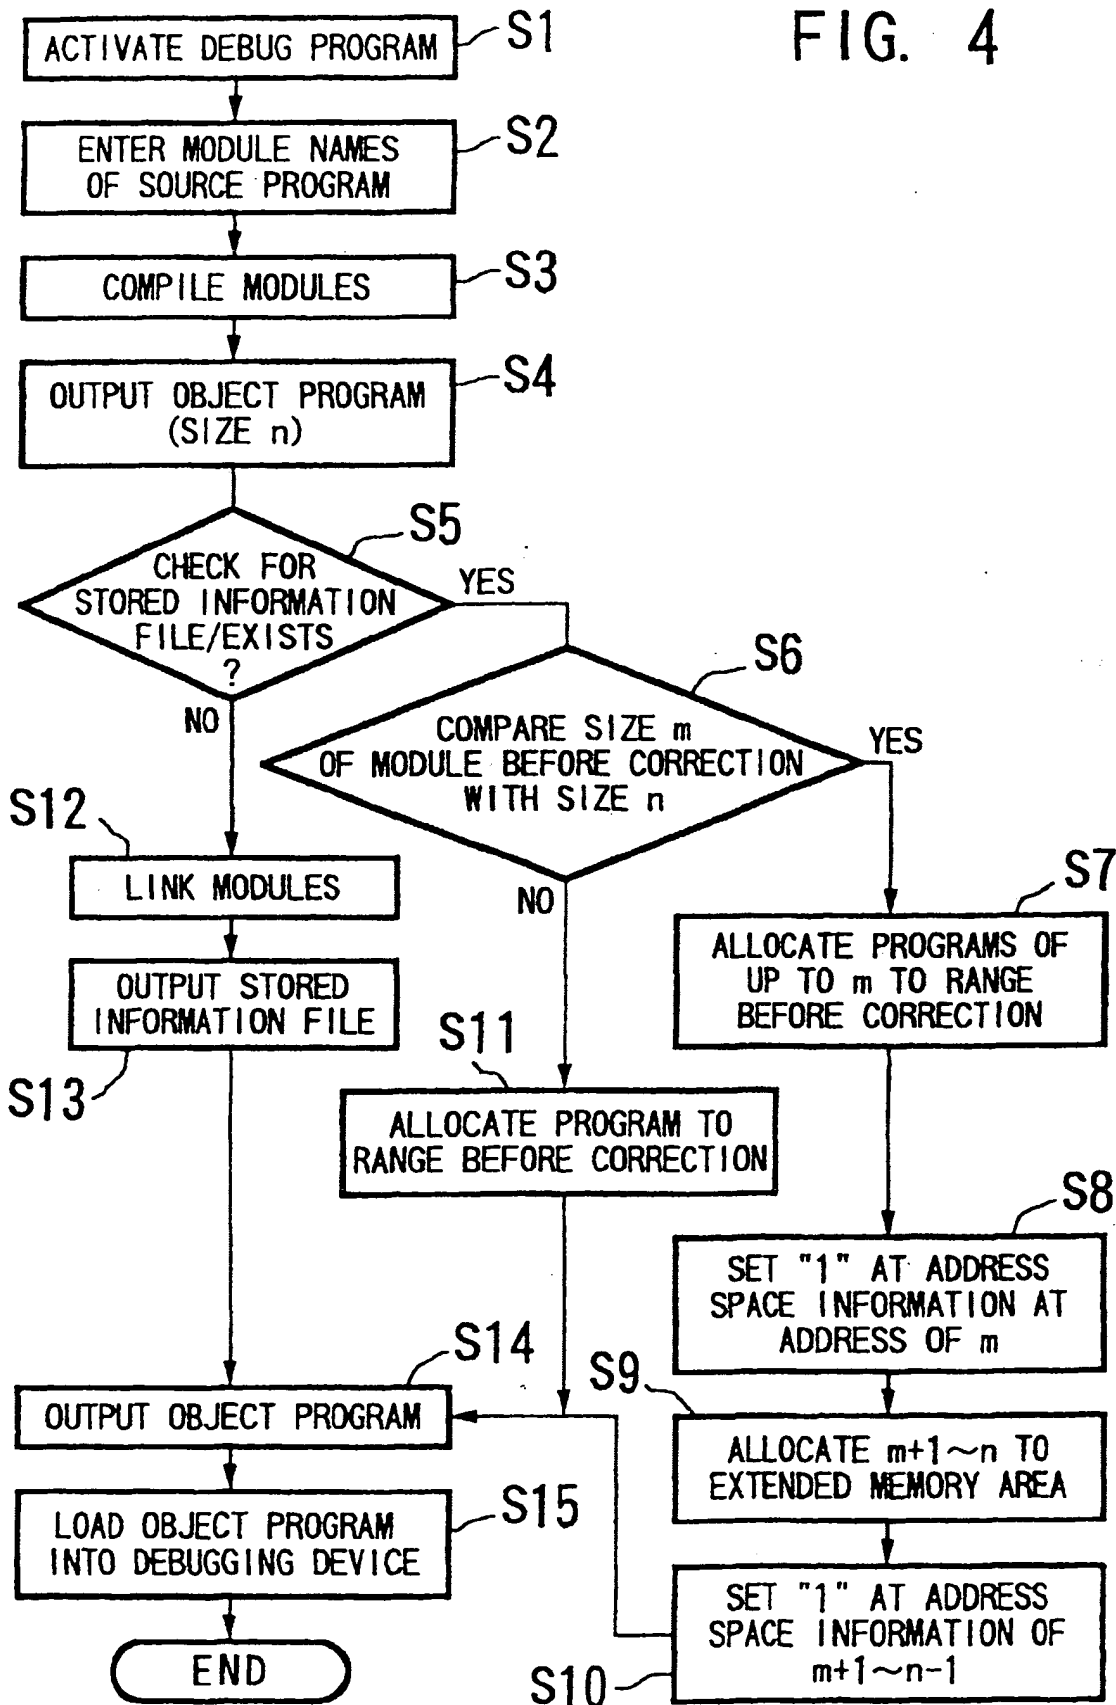 FIG. 4
ACTIVATE DEBUG PROGRAM
S1
ENTER MODULE NAMES
OF SOURCE PROGRAM
S2
COMPILE MODULES
S3
OUTPUT OBJECT PROGRAM
(SIZE n)
S4
CHECK FOR
STORED INFORMATION
FILE/EXISTS
?
S5
YES
NO
COMPARE SIZE m
OF MODULE BEFORE CORRECTION
WITH SIZE n
S6
YES
NO
S12
LINK MODULES
OUTPUT STORED
INFORMATION FILE
S13
S7
ALLOCATE PROGRAMS OF
UP TO m TO RANGE
BEFORE CORRECTION
S11
ALLOCATE PROGRAM TO
RANGE BEFORE CORRECTION
S8
SET "1" AT ADDRESS
SPACE INFORMATION AT
ADDRESS OF m
S9
ALLOCATE m+1~n TO
EXTENDED MEMORY AREA
SET "1" AT ADDRESS
SPACE INFORMATION OF
m+1~n-1
S10
S14
OUTPUT OBJECT PROGRAM
LOAD OBJECT PROGRAM
INTO DEBUGGING DEVICE
S15
END